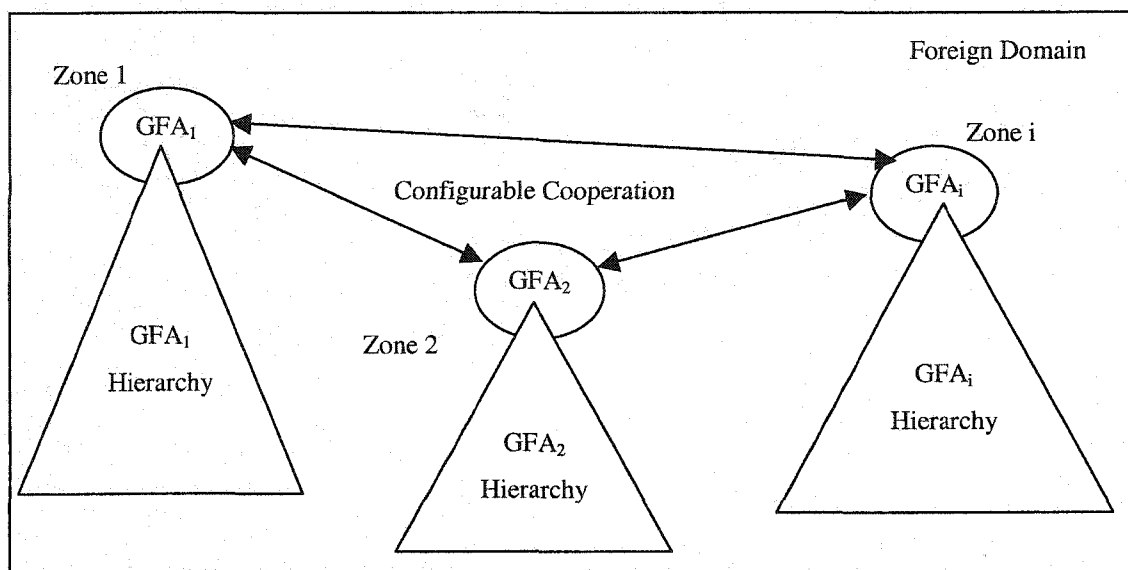 Foreign Domain
Zone 1
GFA₁
Zone i
GFAᵢ
Configurable Cooperation
GFA₂
Zone 2
GFA₁
Hierarchy
GFAᵢ
Hierarchy
GFA₂
Hierarchy